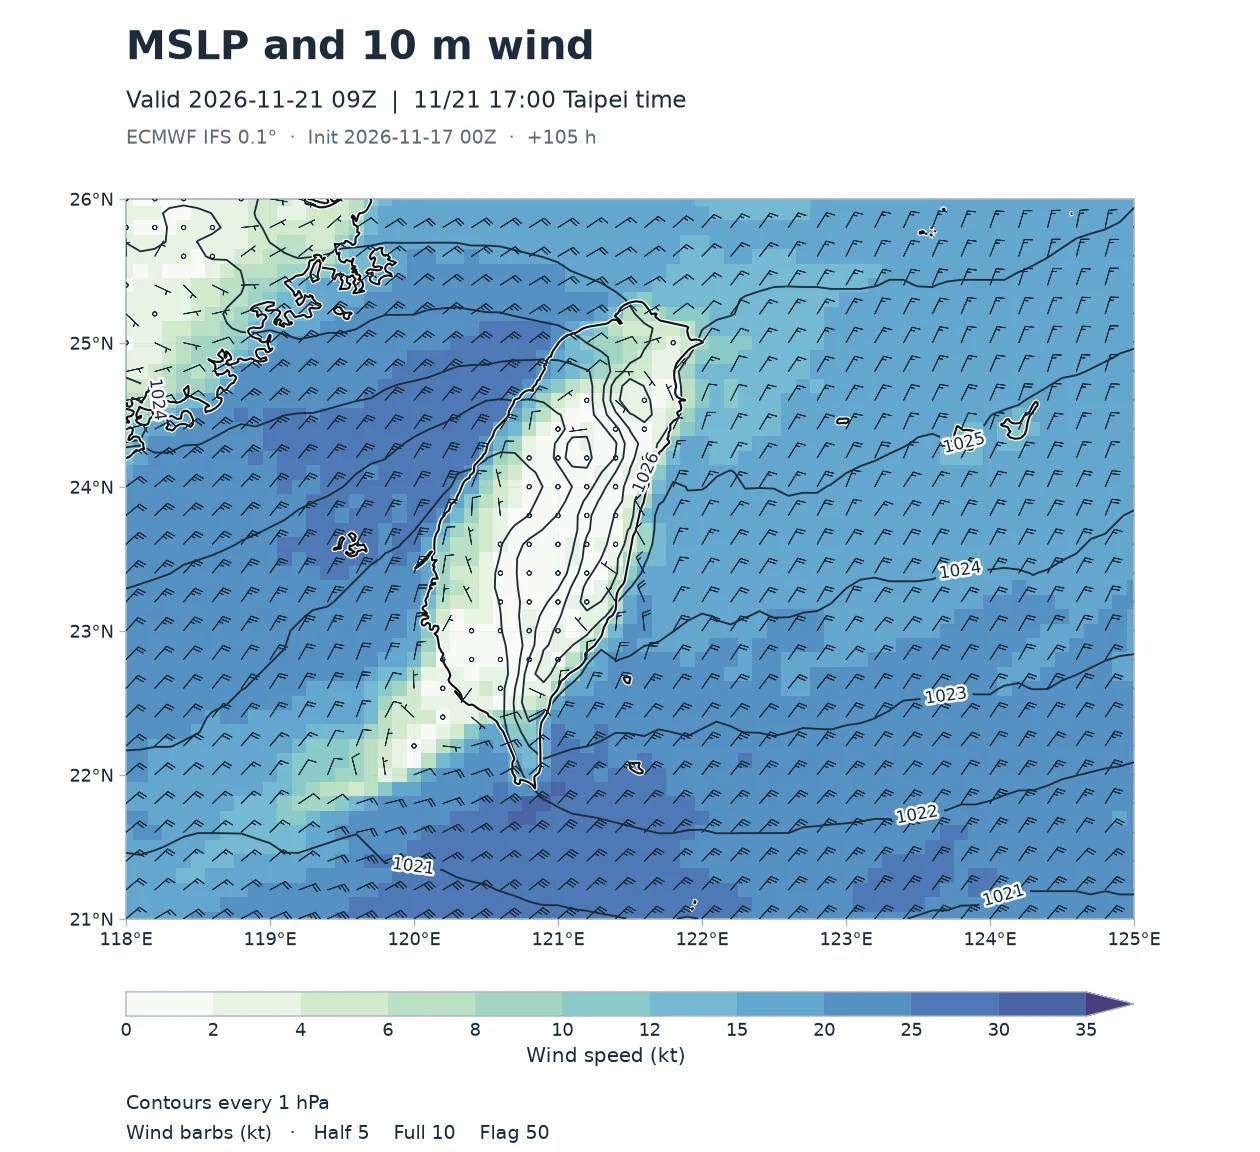 MSLP and 10 m wind
Valid 2026-11-21 09Z | 11/21 17:00 Taipei time
ECMWF IFS 0.1° · Init 2026-11-17 00Z · +105 h
26°N
25°N
24°N
23°N
22°N
21°N
1024
1026
1025
1024
1023
1022
1021
1021
118°E 119°E 120°E 121°E 122°E 123°E 124°E 125°E
0 2 4 6 8 10 12 15 20 25 30 35
Wind speed (kt)
Contours every 1 hPa
Wind barbs (kt) · Half 5 Full 10 Flag 50